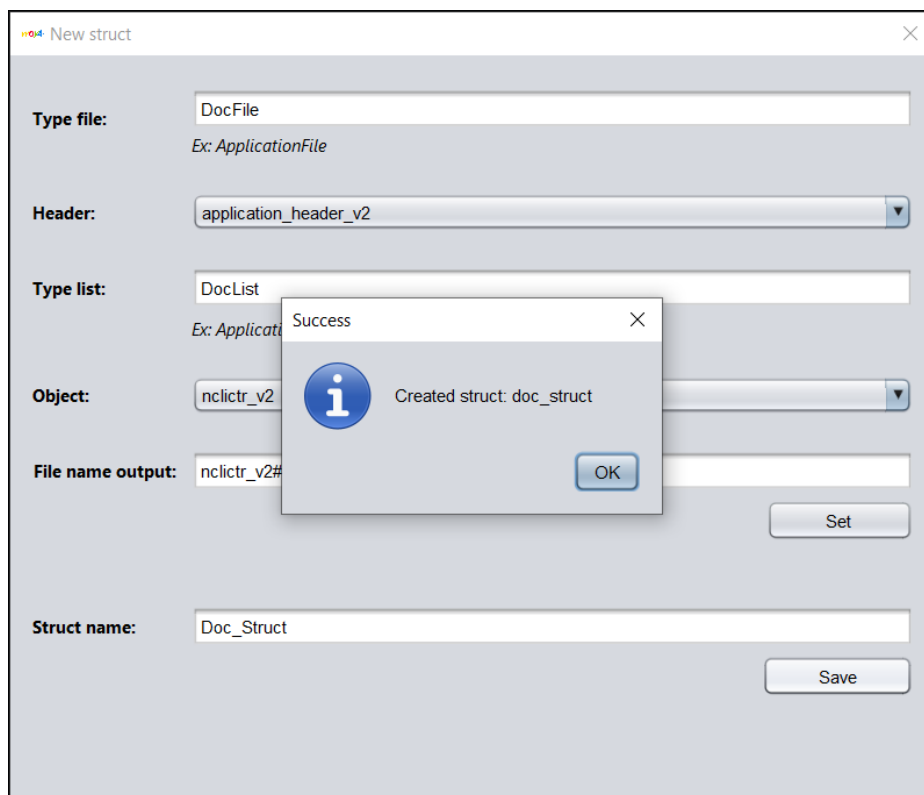 New struct
Type file:
DocFile
Ex: ApplicationFile
Header:
application_header_v2
Type list:
DocList
Ex: Applicati
Success
Created struct: doc_struct
OK
Object:
nclictr_v2
File name output:
nclictr_v2#
Set
Struct name:
Doc_Struct
Save